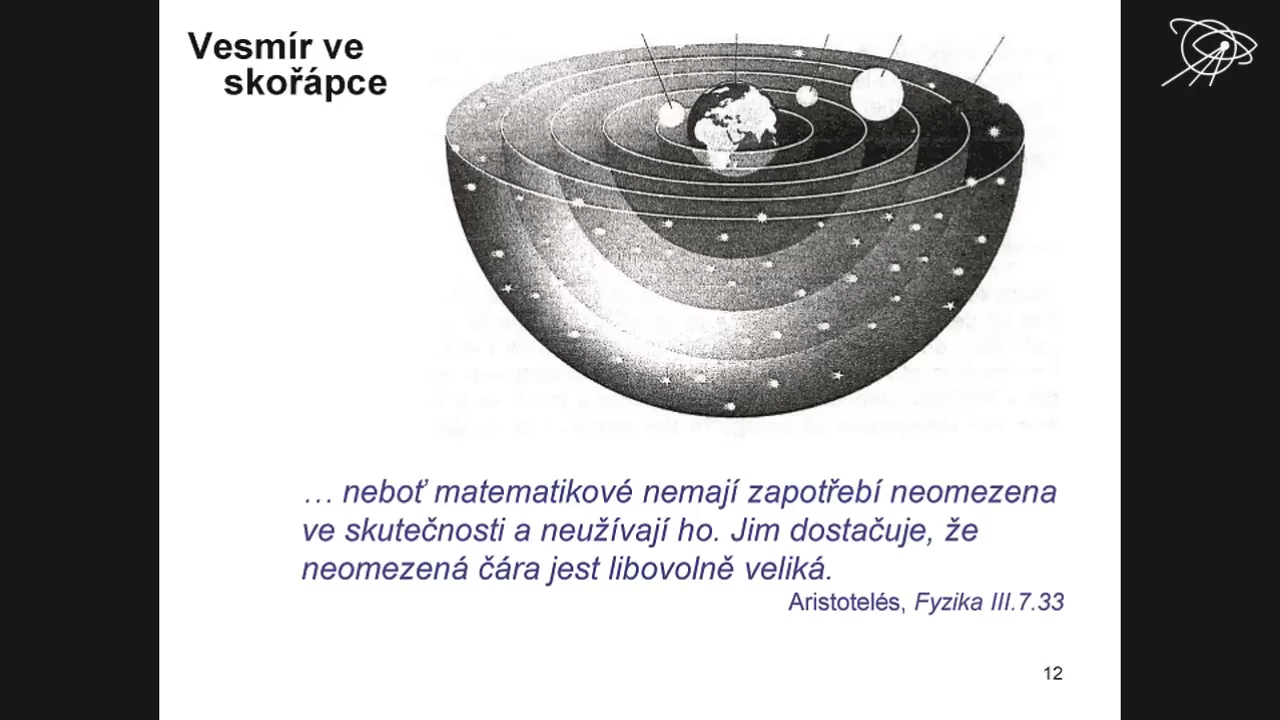 Vesmír ve
skořápce
… neboť matematikové nemají zapotřebí neomezena
ve skutečnosti a neužívají ho. Jim dostačuje, že
neomezená čára jest libovolně veliká.
Aristotelés, Fyzika III.7.33
12